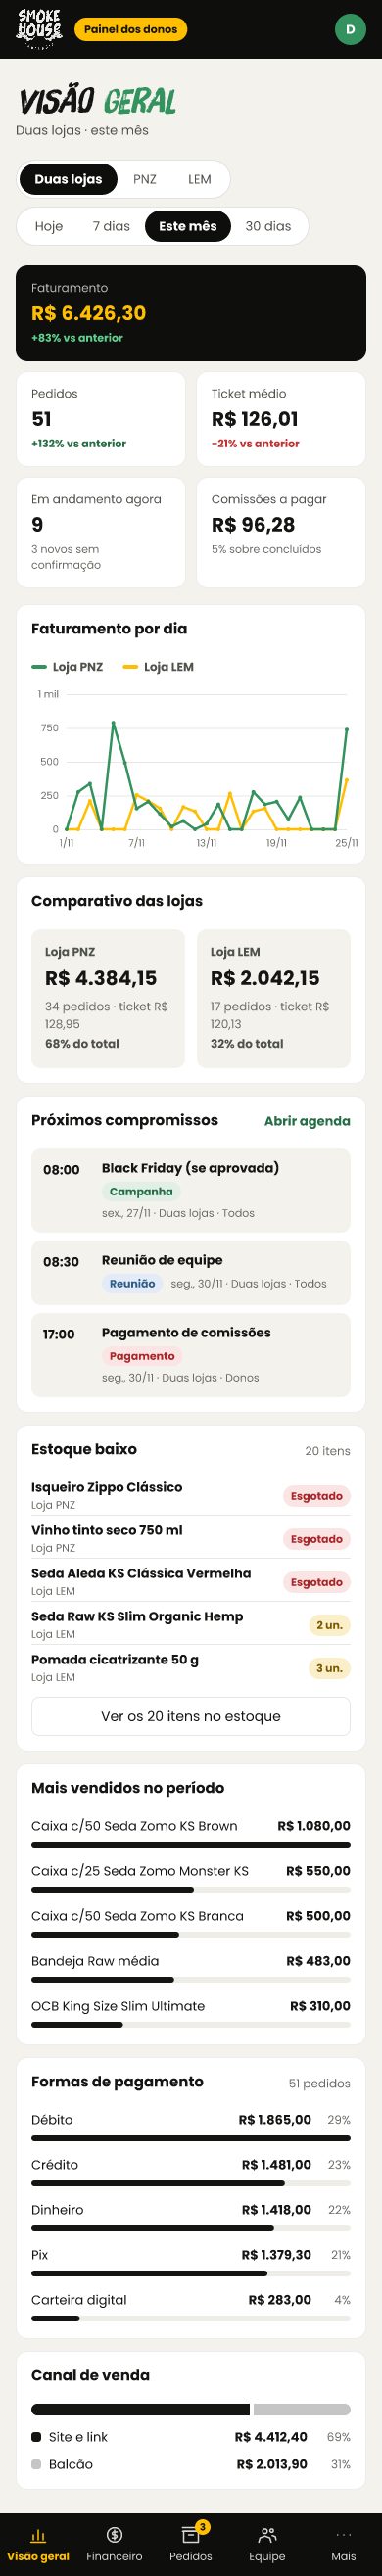 SMOKE
HOUSE
Painel dos donos
D
VISÃO GERAL
Duas lojas · este mês
Duas lojas PNZ LEM
Hoje 7 dias Este mês 30 dias
Faturamento
R$ 6.426,30
+83% vs anterior
Pedidos
51
+132% vs anterior
Ticket médio
R$ 126,01
-21% vs anterior
Em andamento agora
9
3 novos sem
confirmação
Comissões a pagar
R$ 96,28
5% sobre concluídos
Faturamento por dia
Loja PNZ Loja LEM
1 mil
750
500
250
0
1/11 7/11 13/11 19/11 25/11
Comparativo das lojas
Loja PNZ
R$ 4.384,15
34 pedidos · ticket R$
128,95
68% do total
Loja LEM
R$ 2.042,15
17 pedidos · ticket R$
120,13
32% do total
Próximos compromissos Abrir agenda
08:00 Black Friday (se aprovada)
Campanha
sex., 27/11 · Duas lojas · Todos
08:30 Reunião de equipe
Reunião seg., 30/11 · Duas lojas · Todos
17:00 Pagamento de comissões
Pagamento
seg., 30/11 · Duas lojas · Donos
Estoque baixo 20 itens
Isqueiro Zippo Clássico
Loja PNZ
Esgotado
Vinho tinto seco 750 ml
Loja PNZ
Esgotado
Seda Aleda KS Clássica Vermelha
Loja LEM
Esgotado
Seda Raw KS Slim Organic Hemp
Loja LEM
2 un.
Pomada cicatrizante 50 g
Loja LEM
3 un.
Ver os 20 itens no estoque
Mais vendidos no período
Caixa c/50 Seda Zomo KS Brown R$ 1.080,00
Caixa c/25 Seda Zomo Monster KS R$ 550,00
Caixa c/50 Seda Zomo KS Branca R$ 500,00
Bandeja Raw média R$ 483,00
OCB King Size Slim Ultimate R$ 310,00
Formas de pagamento 51 pedidos
Débito R$ 1.865,00 29%
Crédito R$ 1.481,00 23%
Dinheiro R$ 1.418,00 22%
Pix R$ 1.379,30 21%
Carteira digital R$ 283,00 4%
Canal de venda
Site e link R$ 4.412,40 69%
Balcão R$ 2.013,90 31%
3
Visão geral Financeiro Pedidos Equipe Mais